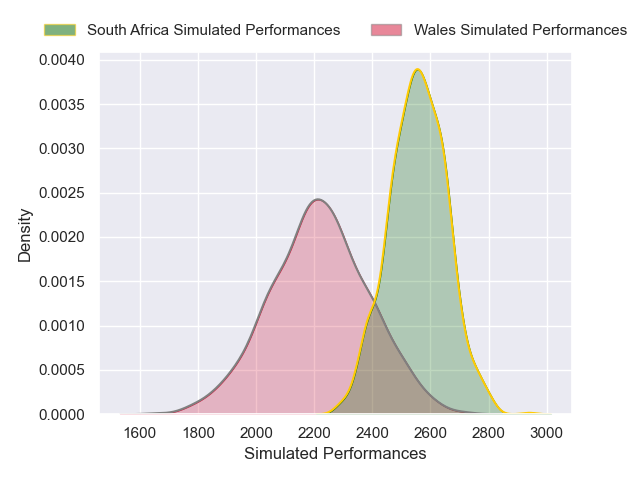 South Africa Simulated Performances
Wales Simulated Performances
0.0040
0.0035
0.0030
0.0025
0.0020
0.0015
0.0010
0.0005
0.0000
Density
1600 1800 2000 2200 2400 2600 2800 3000
Simulated Performances